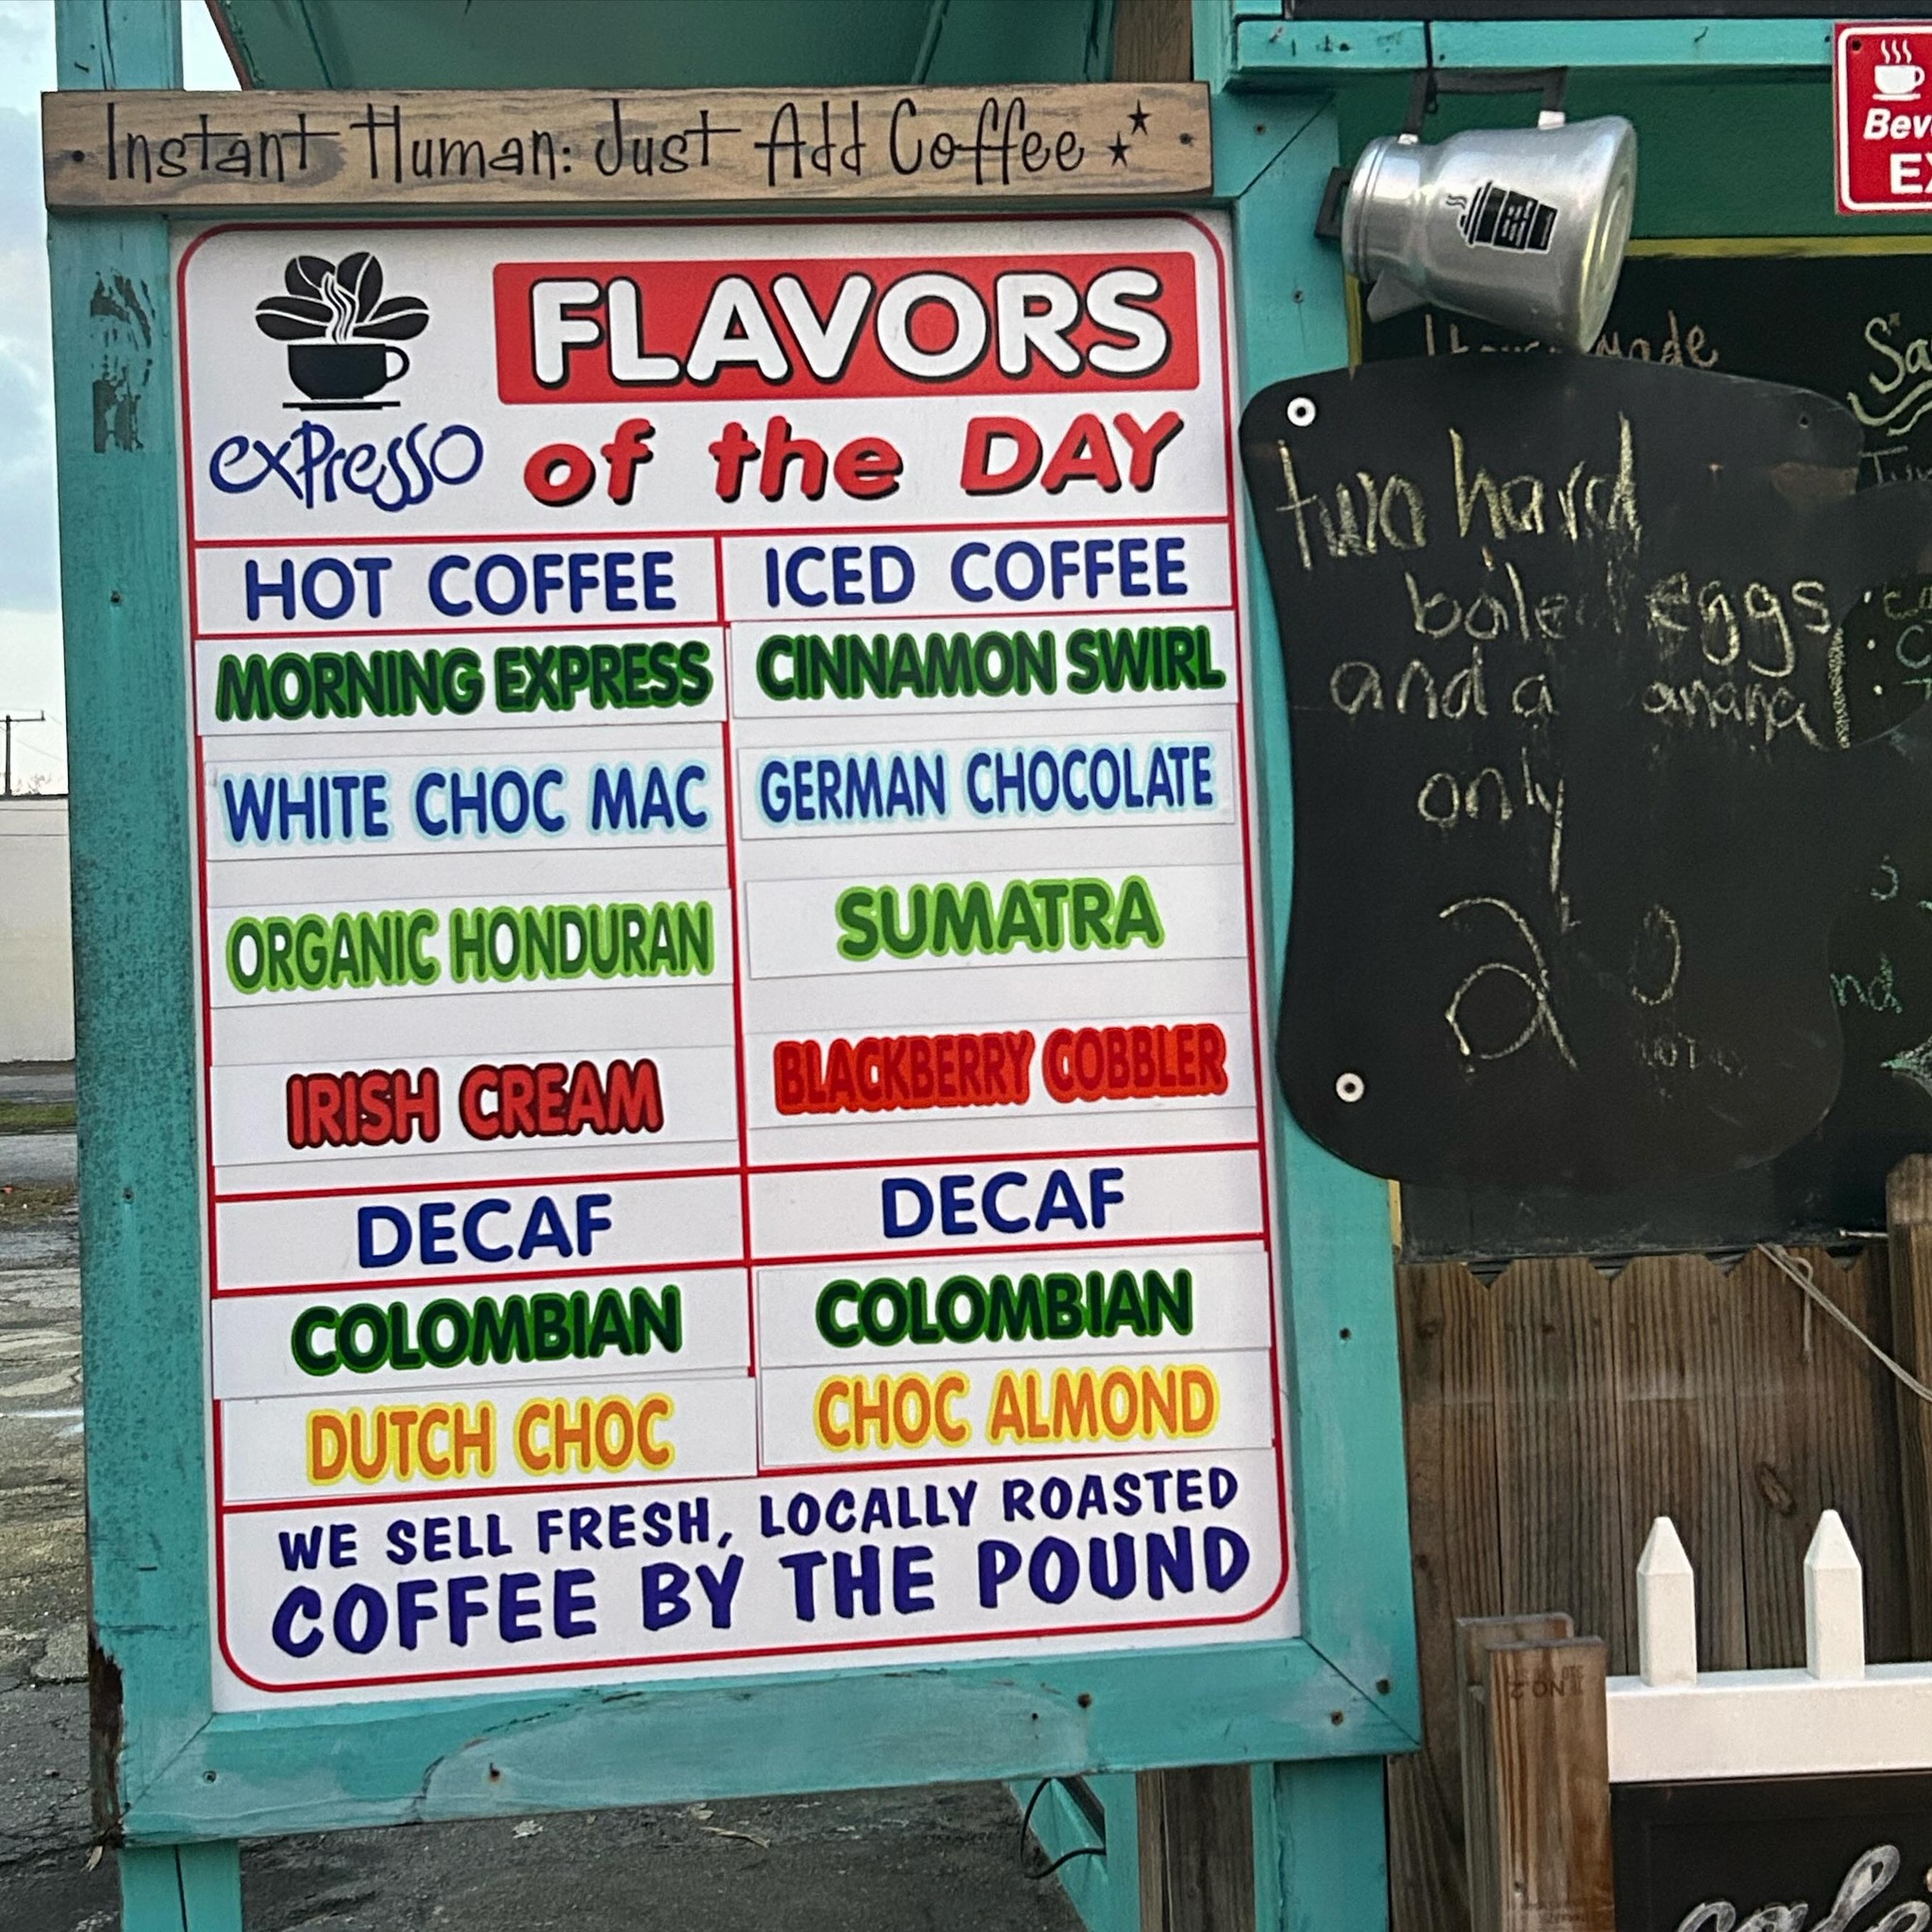 Instant Human: Just Add Coffee
FLAVORS
exPresso
of the DAY
HOT COFFEE
ICED COFFEE
MORNING EXPRESS
CINNAMON SWIRL
WHITE CHOC MAC
GERMAN CHOCOLATE
ORGANIC HONDURAN
SUMATRA
IRISH CREAM
BLACKBERRY COBBLER
DECAF
DECAF
COLOMBIAN
COLOMBIAN
DUTCH CHOC
CHOC ALMOND
WE SELL FRESH, LOCALLY ROASTED
COFFEE BY THE POUND
two hard
eggs
and a anana
only